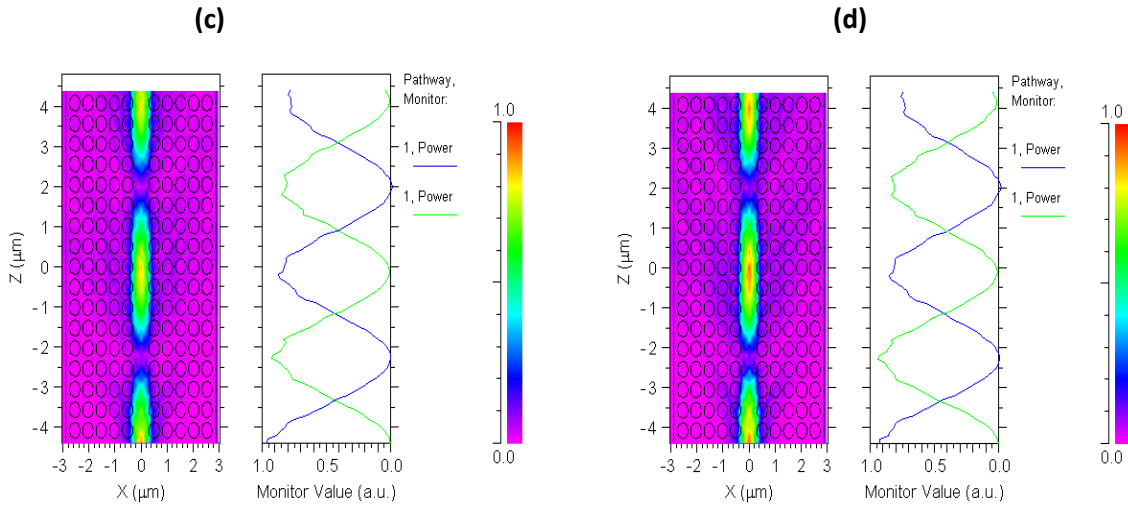 (c)
(d)
Pathway,
Monitor:
1, Power
1, Power
1.0
0.0
4
3
2
1
0
-1
-2
-3
-4
Z (µm)
-3 -2 -1 0 1 2 3
X (µm)
1.0 0.5 0.0
Monitor Value (a.u.)
Pathway,
Monitor:
1, Power
1, Power
1.0
0.0
4
3
2
1
0
-1
-2
-3
-4
Z (µm)
-3 -2 -1 0 1 2 3
X (µm)
1.0 0.5 0.0
Monitor Value (a.u.)